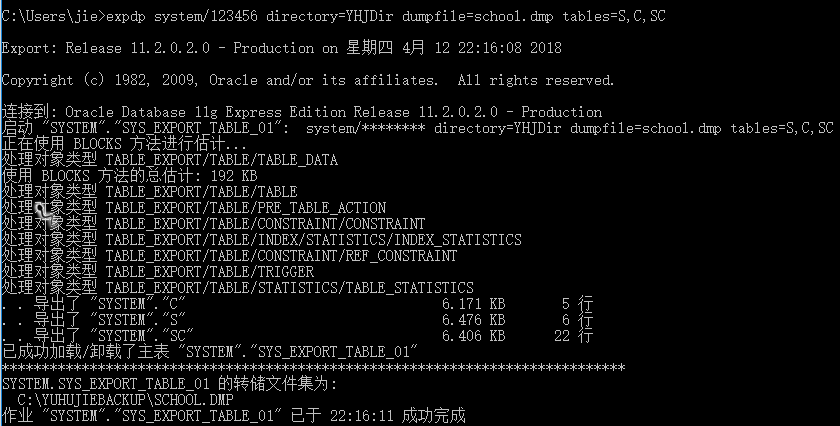 C:\Users\jie>expdp system/123456 directory=YHJDir dumpfile=school.dmp tables=S,C,SC
Export: Release 11.2.0.2.0 - Production on 星期四 4月 12 22:16:08 2018
Copyright (c) 1982, 2009, Oracle and/or its affiliates.  All rights reserved.
连接到: Oracle Database 11g Express Edition Release 11.2.0.2.0 - Production
启动 "SYSTEM"."SYS_EXPORT_TABLE_01":  system/******** directory=YHJDir dumpfile=school.dmp tables=S,C,SC
正在使用 BLOCKS 方法进行估计...
处理对象类型 TABLE_EXPORT/TABLE/TABLE_DATA
使用 BLOCKS 方法的总估计: 192 KB
处理对象类型 TABLE_EXPORT/TABLE/TABLE
处理对象类型 TABLE_EXPORT/TABLE/PRE_TABLE_ACTION
处理对象类型 TABLE_EXPORT/TABLE/CONSTRAINT/CONSTRAINT
处理对象类型 TABLE_EXPORT/TABLE/INDEX/STATISTICS/INDEX_STATISTICS
处理对象类型 TABLE_EXPORT/TABLE/CONSTRAINT/REF_CONSTRAINT
处理对象类型 TABLE_EXPORT/TABLE/TRIGGER
处理对象类型 TABLE_EXPORT/TABLE/STATISTICS/TABLE_STATISTICS
. . 导出了 "SYSTEM"."C" 6.171 KB 5 行
. . 导出了 "SYSTEM"."S" 6.476 KB 6 行
. . 导出了 "SYSTEM"."SC" 6.406 KB 22 行
已成功加载/卸载了主表 "SYSTEM"."SYS_EXPORT_TABLE_01"
******************************************************************************
SYSTEM.SYS_EXPORT_TABLE_01 的转储文件集为:
C:\YUHUJIEBACKUP\SCHOOL.DMP
作业 "SYSTEM"."SYS_EXPORT_TABLE_01" 已于 22:16:11 成功完成